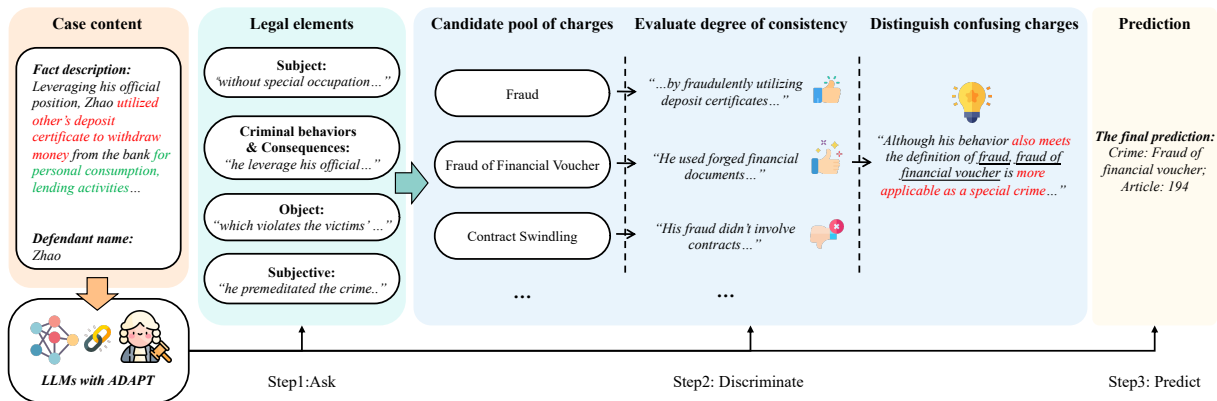 Case content
Fact description:
Leveraging his official
position, Zhao utilized
other's deposit
certificate to withdraw
money from the bank for
personal consumption,
lending activities…
Defendant name:
Zhao
LLMs with ADAPT
Legal elements
Subject:
“without special occupation…”
Criminal behaviors
& Consequences:
“he leverage his official…”
Object:
“which violates the victims’ …”
Subjective:
“he premeditated the crime..”
Step1:Ask
Candidate pool of charges
Fraud
Fraud of Financial Voucher
Contract Swindling
…
Evaluate degree of consistency
“…by fraudulently utilizing
deposit certificates…”
“He used forged financial
documents…”
“His fraud didn’t involve
contracts…”
…
Distinguish confusing charges
“Although his behavior also meets
the definition of fraud, fraud of
financial voucher is more
applicable as a special crime…”
Step2: Discriminate
Prediction
The final prediction:
Crime: Fraud of
financial voucher;
Article: 194
Step3: Predict